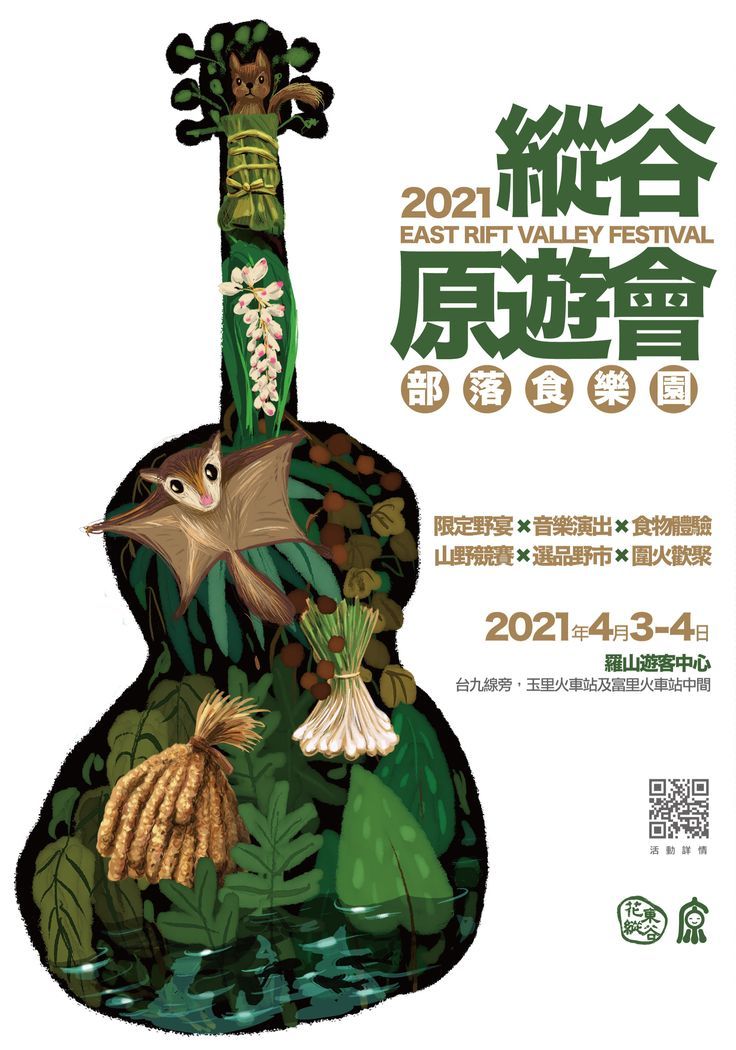 縱谷
2021
EAST RIFT VALLEY FESTIVAL
原遊會
部落食樂園
限定野宴×音樂演出×食物體驗
山野競賽×選品野市×圍火歡聚
2021年4月3-4日
羅山遊客中心
台九線旁，玉里火車站及富里火車站中間
活動詳情
花東縱谷
原